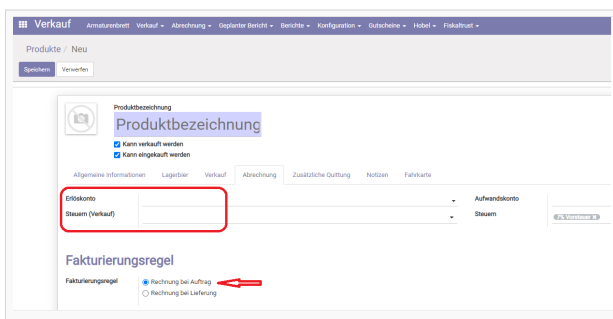 Verkauf Armaturenbrett Verkauf Abrechnung Geplanter Bericht Berichte Konfiguration Gutscheine Hobel Fiskaltrust
Produkte / Neu
Speichern Verwerfen
Produktbezeichnung
Produktbezeichnung
Kann verkauft werden
Kann eingekauft werden
Allgemeine Informationen Lagerbier Verkauf Abrechnung Zusätzliche Quittung Notizen Fahrkarte
Erlöskonto Aufwandskonto
Steuern (Verkauf) Steuern 7% Vorsteuer X
Fakturierungsregel
Fakturierungsregel Rechnung bei Auftrag
Rechnung bei Lieferung